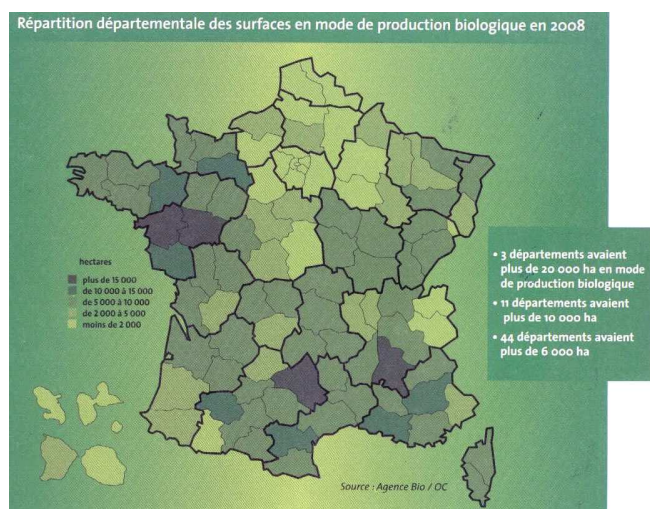 Répartition départementale des surfaces en mode de production biologique en 2008
hectares
plus de 15 000
de 10 000 à 15 000
de 5 000 à 10 000
de 2 000 à 5 000
moins de 2 000
• 3 départements avaient
plus de 20 000 ha en mode
de production biologique
• 11 départements avaient
plus de 10 000 ha
• 44 départements avaient
plus de 6 000 ha
Source : Agence Bio / OC